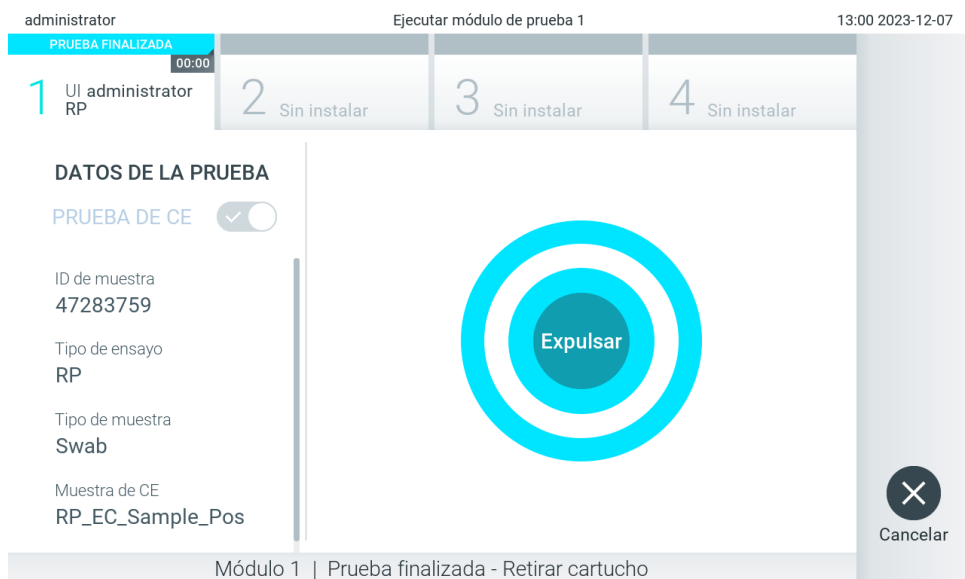 administrator
Ejecutar módulo de prueba 1
13:00 2023-12-07
PRUEBA FINALIZADA
00:00
1 UI administrator
RP
2 Sin instalar
3 Sin instalar
4 Sin instalar
DATOS DE LA PRUEBA
PRUEBA DE CE
ID de muestra
47283759
Tipo de ensayo
RP
Tipo de muestra
Swab
Muestra de CE
RP_EC_Sample_Pos
Expulsar
Cancelar
Módulo 1 | Prueba finalizada - Retirar cartucho